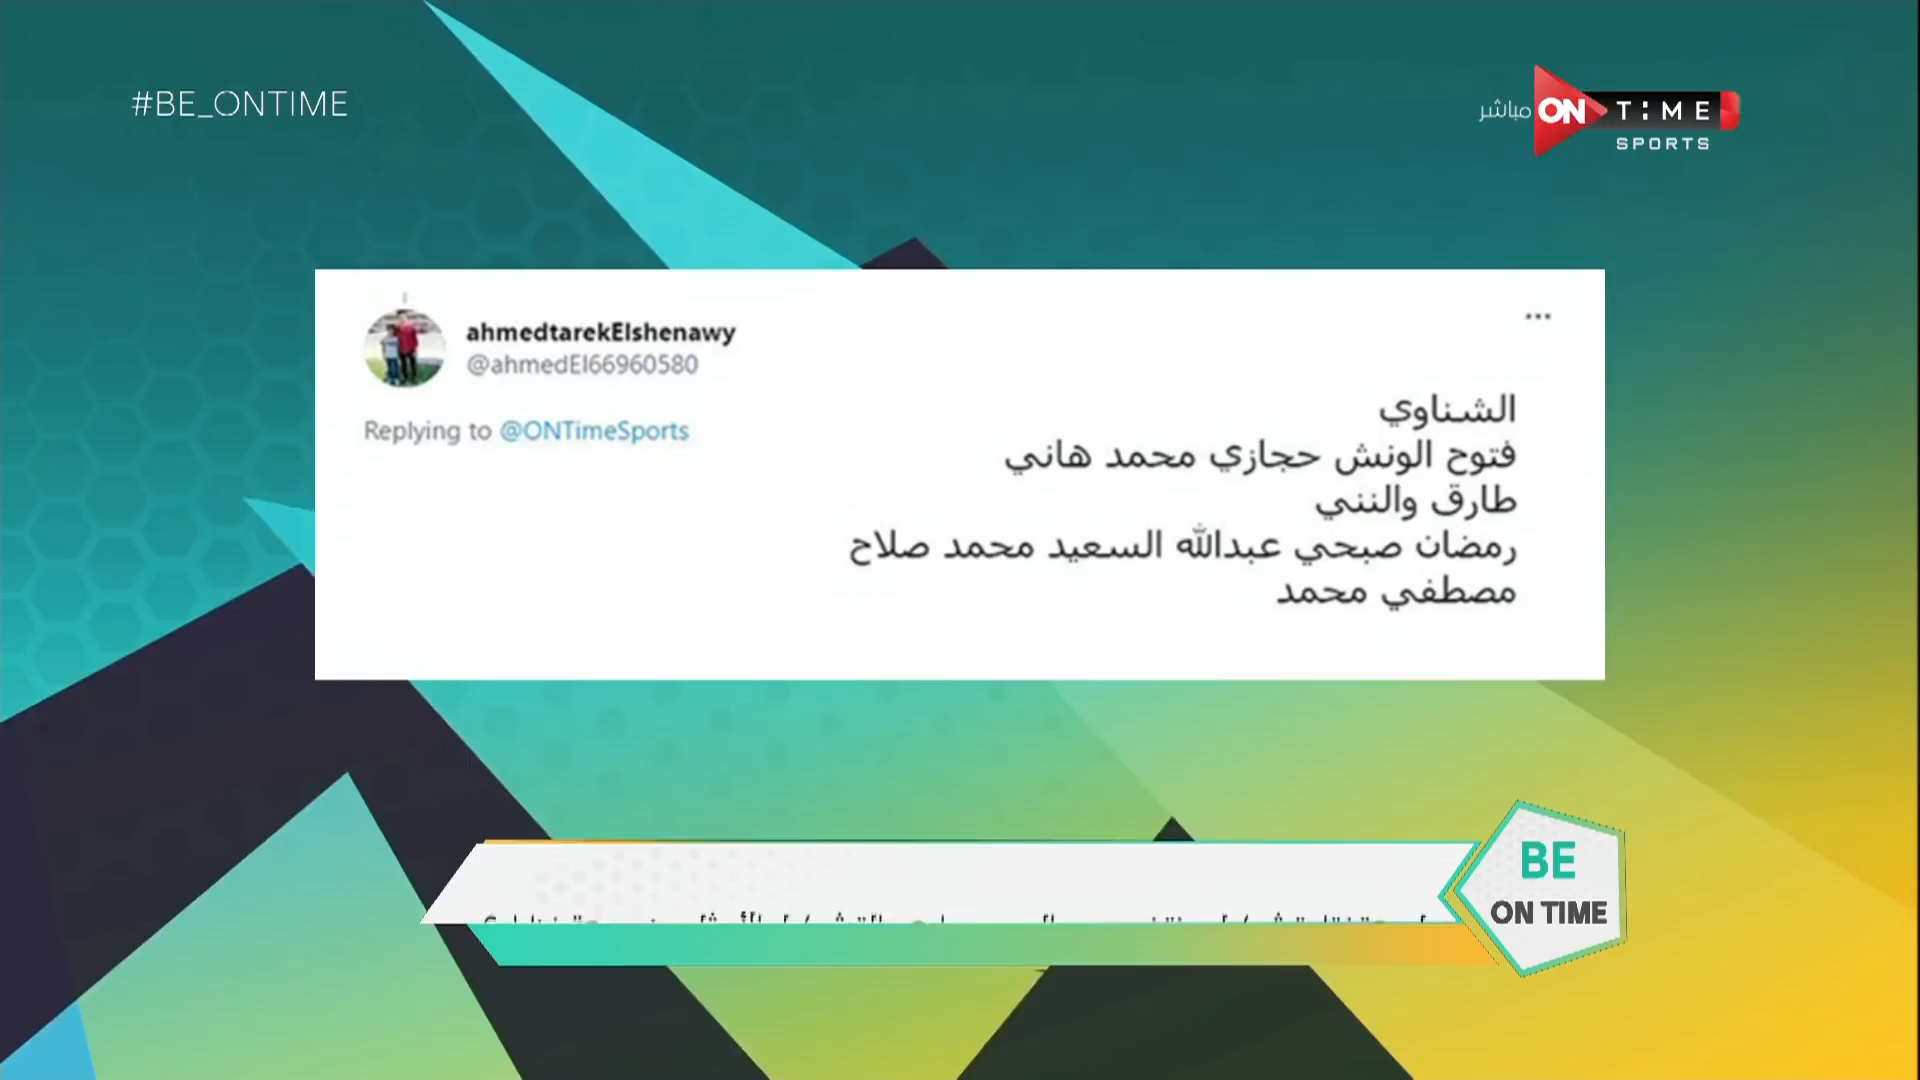 #BE_ONTIME
مباشر ON TIME
SPORTS
ahmedtarekElshenawy
@ahmedEl66960580
...
Replying to @ONTimeSports
الشناوي
فتوح الونش حجازي محمد هاني
طارق والنني
رمضان صبحي عبدالله السعيد محمد صلاح
مصطفي محمد
BE
ON TIME